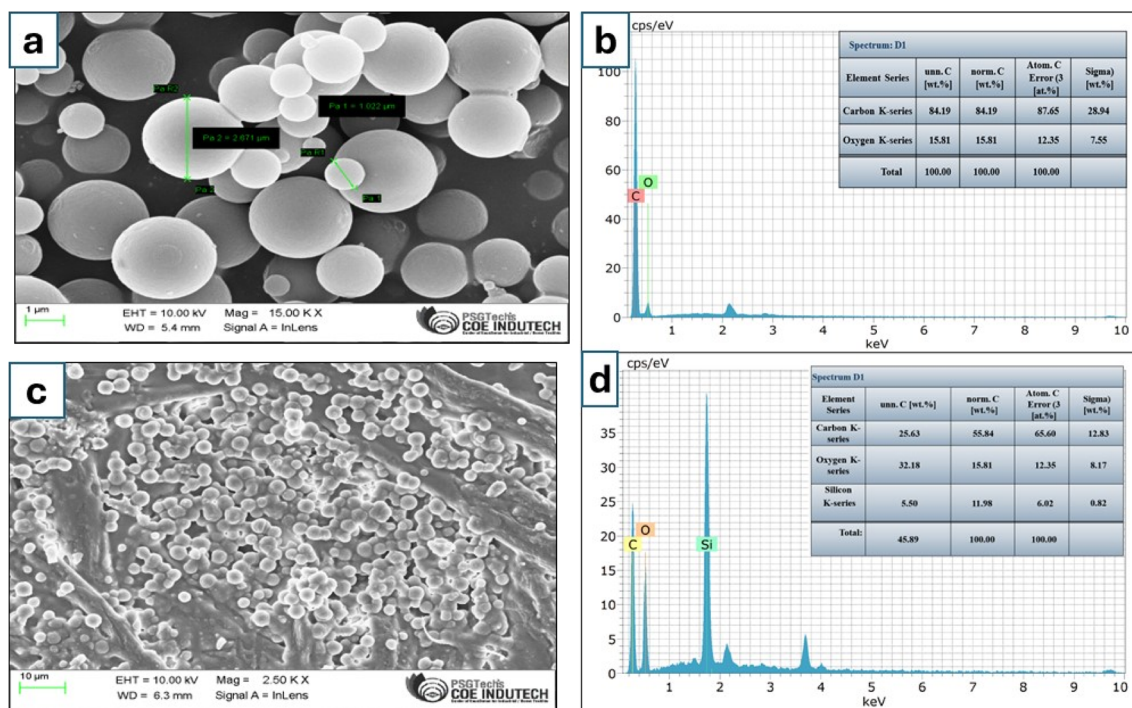 a
Pa R2
Pa 1 = 1.022 µm
Pa 2 = 2.671 µm
Pa R1
Pa 2
Pa 1
1 µm
EHT = 10.00 kV Mag = 15.00 K X
WD = 5.4 mm Signal A = InLens
PSGTech's
COE INDUTECH
b
cps/eV
100
80
60
40
20
0
C
O
1 2 3 4 5 6 7 8 9 10
keV
Spectrum: D1
Element Series unn. C [wt.%] norm. C [wt.%] Atom. C Error (3 [at.%] Sigma) [wt.%]
Carbon K-series 84.19 84.19 87.65 28.94
Oxygen K-series 15.81 15.81 12.35 7.55
Total 100.00 100.00 100.00
c
10 µm
EHT = 10.00 kV Mag = 2.50 K X
WD = 6.3 mm Signal A = InLens
PSGTech's
COE INDUTECH
d
cps/eV
35
30
25
20
15
10
5
0
C
O
Si
1 2 3 4 5 6 7 8 9 10
keV
Spectrum D1
Element Series unn. C [wt.%] norm. C [wt.%] Atom. C Error (3 [at.%] Sigma) [wt.%]
Carbon K-series 25.63 55.84 65.60 12.83
Oxygen K-series 32.18 15.81 12.35 8.17
Silicon K-series 5.50 11.98 6.02 0.82
Total: 45.89 100.00 100.00